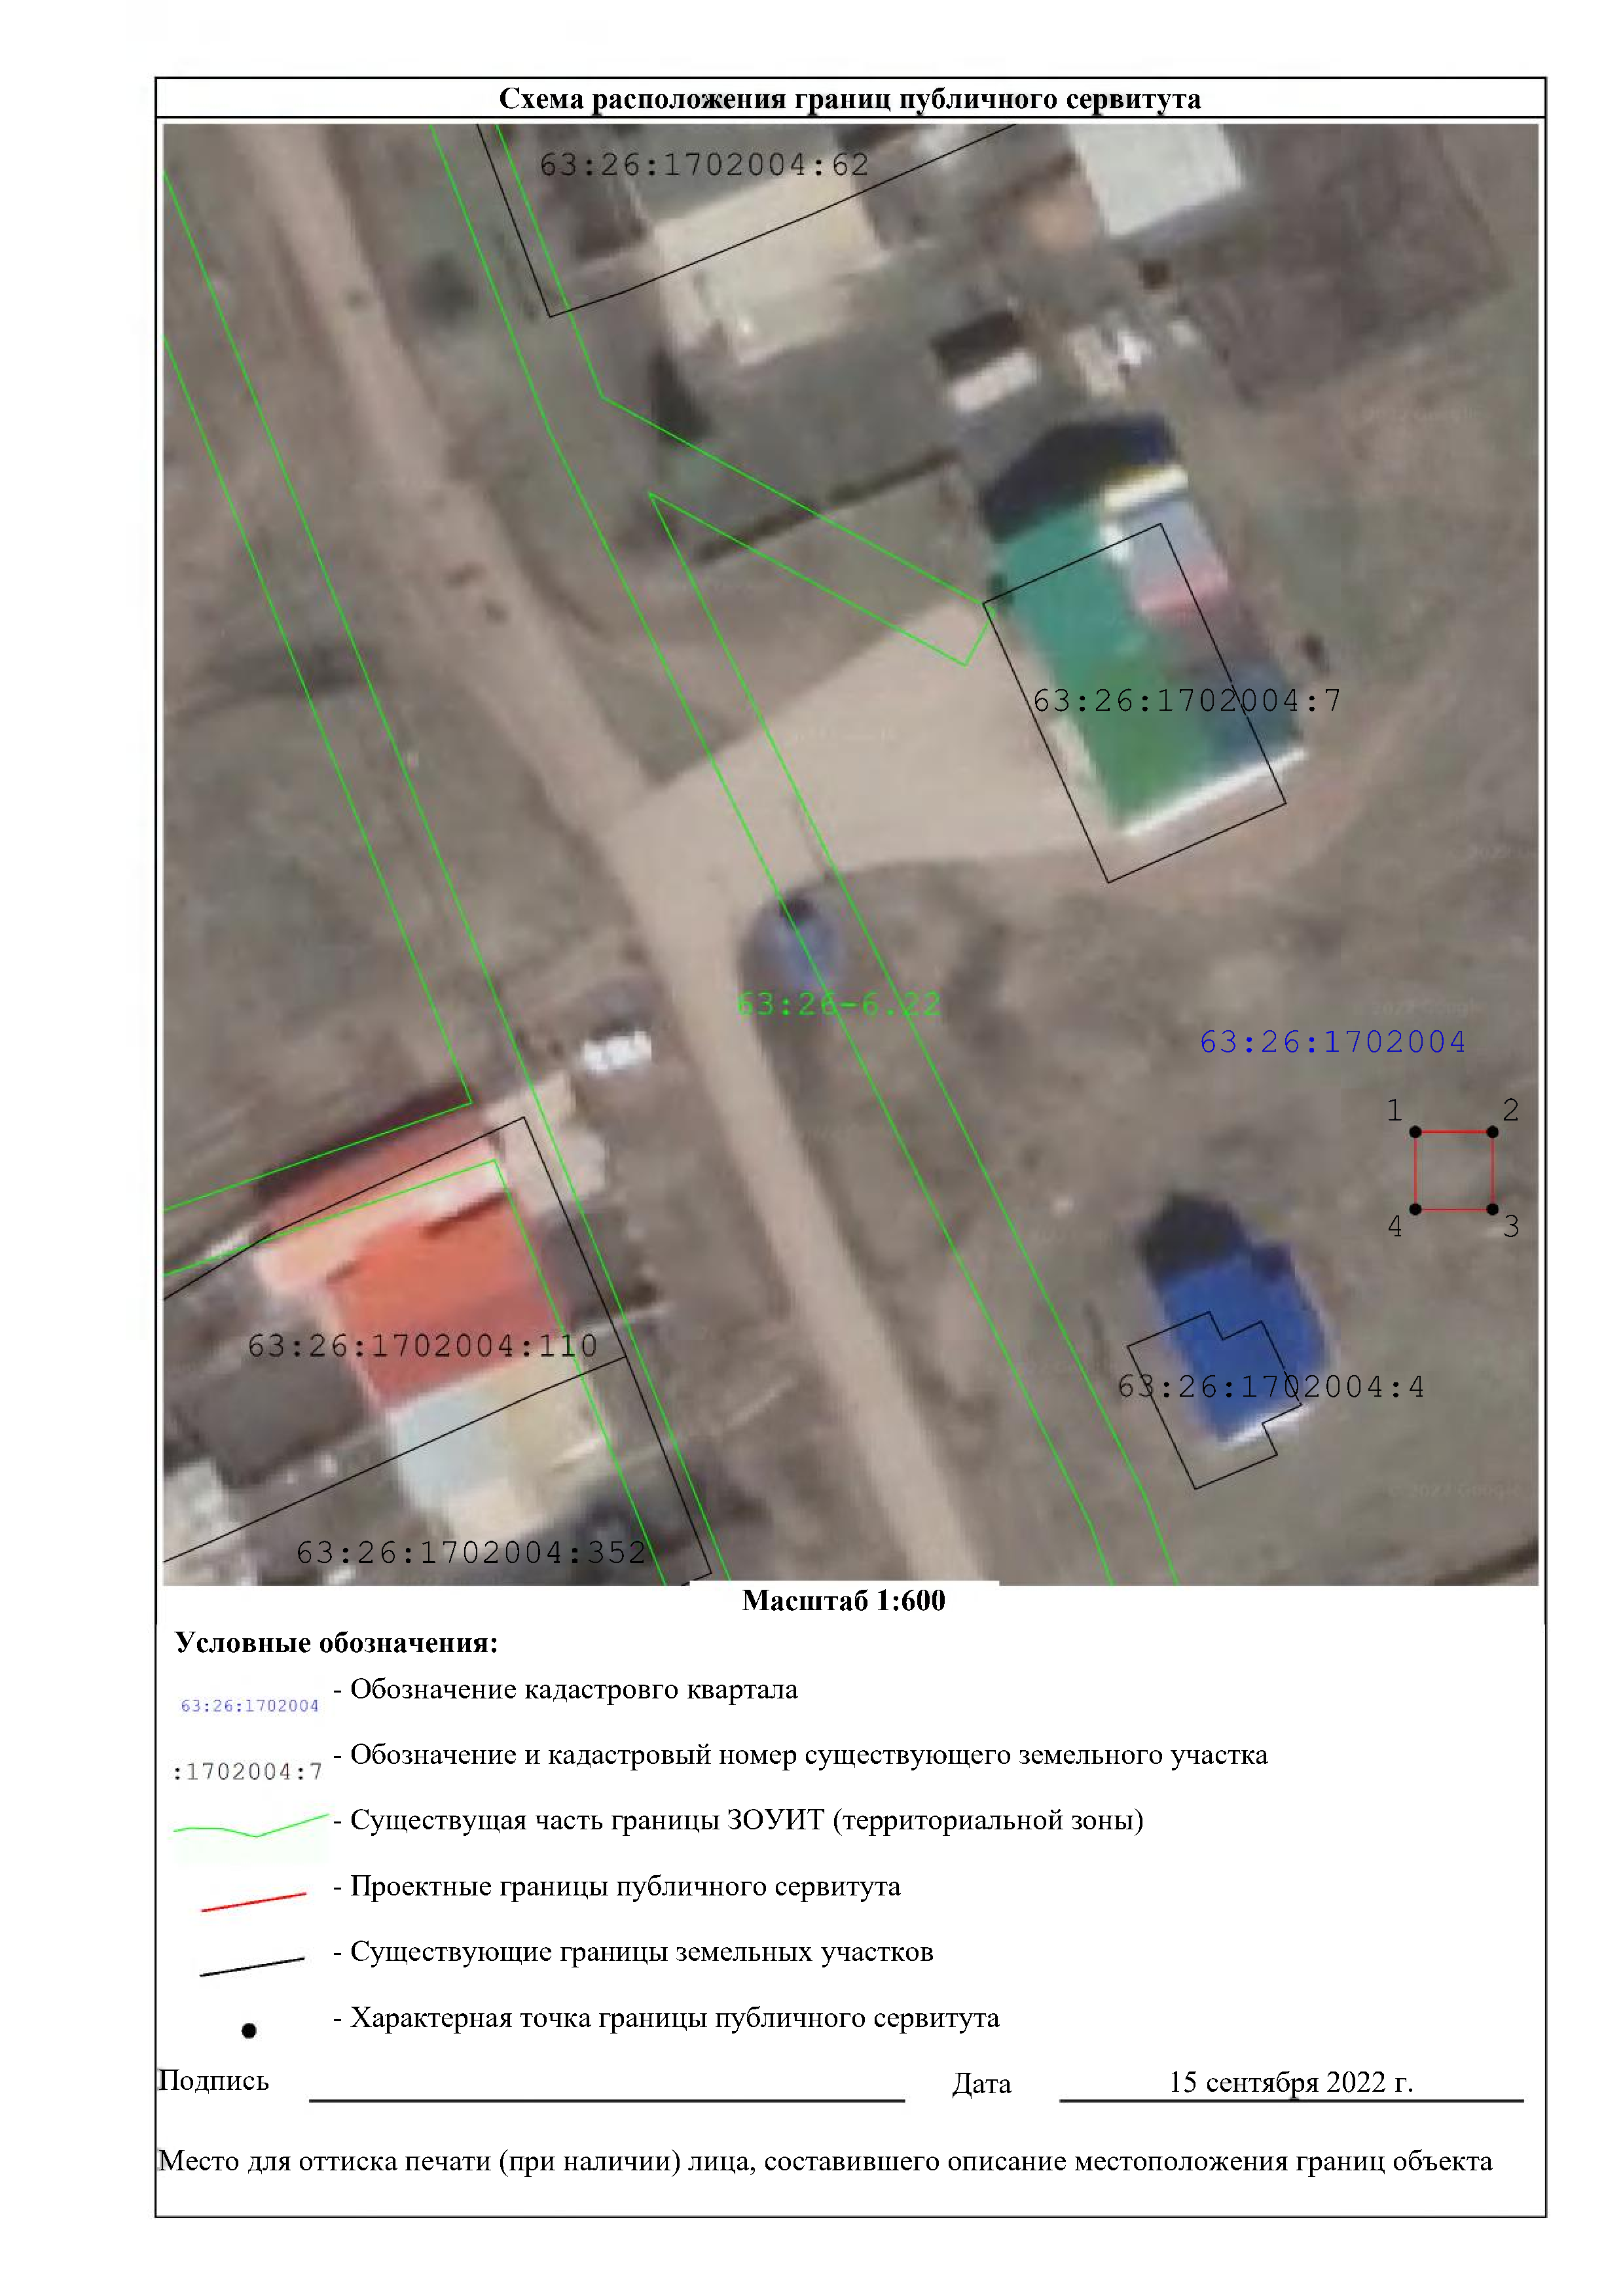 Схема расположения границ публичного сервитута
63:26:1702004:62
63:26:1702004:7
63:26-6.22
63:26:1702004
1 2
4 3
63:26:1702004:110
63:26:1702004:4
63:26:1702004:352
Масштаб 1:600
Условные обозначения:
63:26:1702004 - Обозначение кадастровго квартала
:1702004:7 - Обозначение и кадастровый номер существующего земельного участка
- Существущая часть границы ЗОУИТ (территориальной зоны)
- Проектные границы публичного сервитута
- Существующие границы земельных участков
- Характерная точка границы публичного сервитута
Подпись Дата 15 сентября 2022 г.
Место для оттиска печати (при наличии) лица, составившего описание местоположения границ объекта